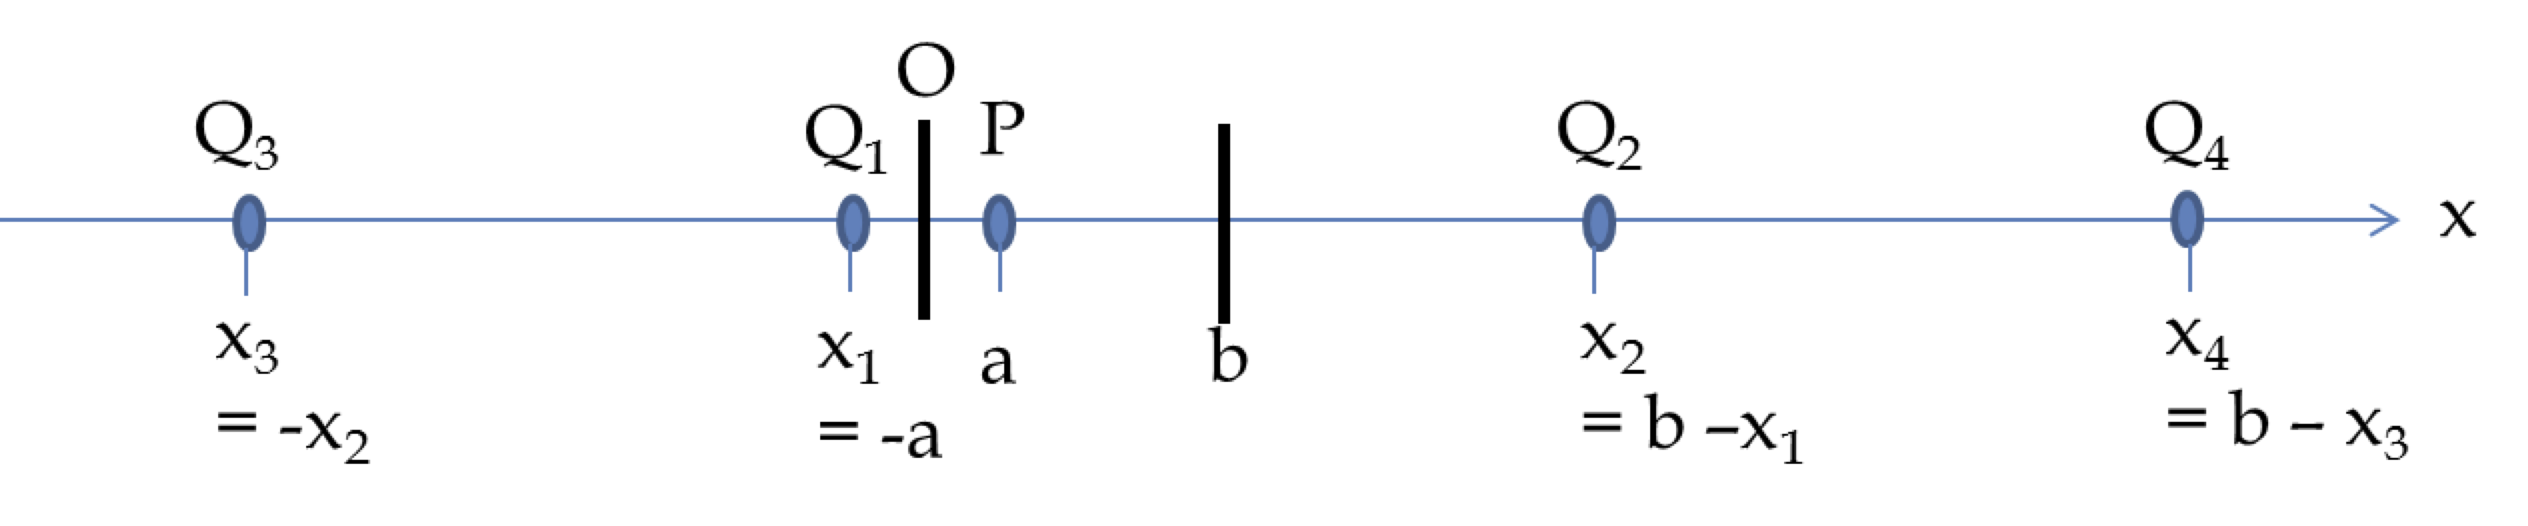 O
Q₃ Q₁ P Q₂ Q₄
x
x₃ x₁ a b x₂ x₄
= -x₂ = -a = b –x₁ = b – x₃